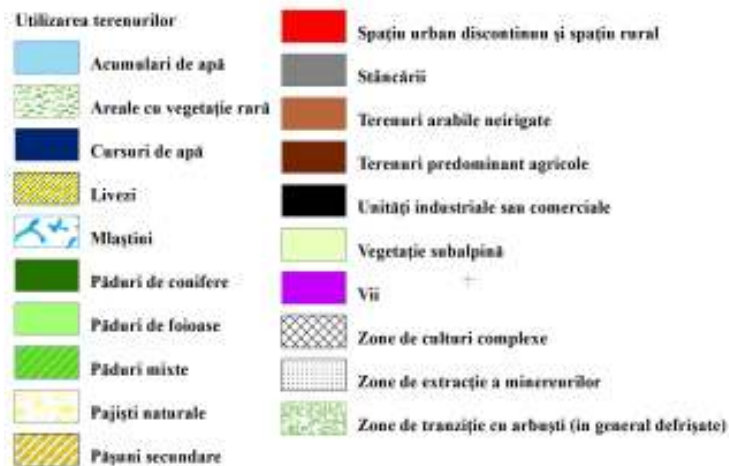 Utilizarea terenurilor
Acumulari de apă
Areale cu vegetație rară
Cursuri de apă
Livezi
Mlaștini
Păduri de conifere
Păduri de foioase
Păduri mixte
Pajiști naturale
Pășuni secundare
Spațiu urban discontinuu și spațiu rural
Stâncării
Terenuri arabile neirigate
Terenuri predominant agricole
Unități industriale sau comerciale
Vegetație subalpină
Vii
Zone de culturi complexe
Zone de extracție a minereurilor
Zone de tranziție cu arbuști (in general defrișate)